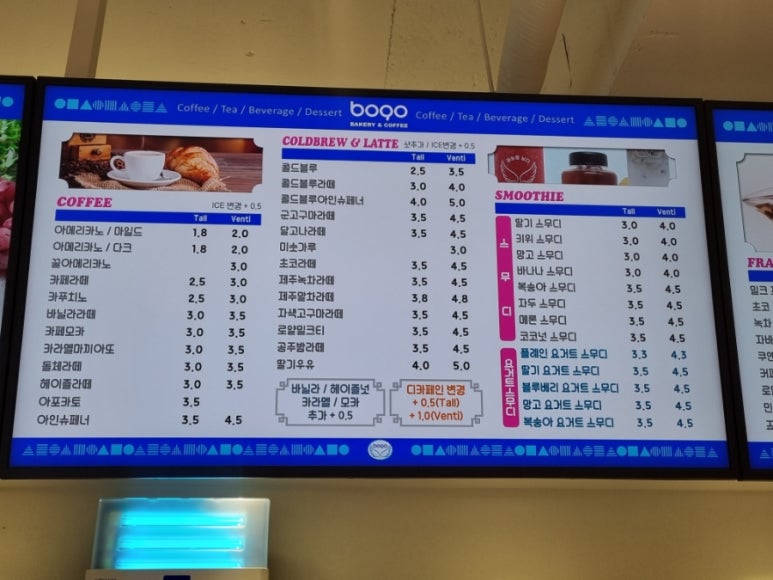 Coffee / Tea / Beverage / Dessert
boqo
BAKERY & COFFEE
Coffee / Tea / Beverage / Dessert
COFFEE
ICE 변경 + 0.5
Tall Venti
아메리카노 / 마일드 1.8 2.0
아메리카노 / 다크 1.8 2.0
꿀아메리카노 3.0
카페라떼 2.5 3.0
카푸치노 2.5 3.0
바닐라라떼 3.0 3.5
카페모카 3.0 3.5
카라멜마끼아또 3.0 3.5
돌체라떼 3.0 3.5
헤이즐라떼 3.0 3.5
아포카토 3.5
아인슈페너 3.5 4.5
COLDBREW & LATTE 샷추가 / ICE변경 + 0.5
Tall Venti
콜드블루 2.5 3.5
콜드블루라떼 3.0 4.0
콜드블루아인슈페너 4.0 5.0
군고구마라떼 3.5 4.5
달고나라떼 3.5 4.5
미숫가루 3.0
초코라떼 3.5 4.5
제주녹차라떼 3.5 4.5
제주말차라떼 3.8 4.8
자색고구마라떼 3.5 4.5
로얄밀크티 3.5 4.5
공주밤라떼 3.5 4.5
딸기우유 4.0 5.0
바닐라 / 헤이즐넛
카라멜 / 모카
추가 + 0.5
디카페인 변경
+ 0.5(Tall)
+ 1.0(Venti)
SMOOTHIE
Tall Venti
스무디
딸기 스무디 3.0 4.0
키위 스무디 3.0 4.0
망고 스무디 3.0 4.0
바나나 스무디 3.0 4.0
복숭아 스무디 3.5 4.5
자두 스무디 3.5 4.5
메론 스무디 3.5 4.5
코코넛 스무디 3.5 4.5
요거트스무디
플레인 요거트 스무디 3.3 4.3
딸기 요거트 스무디 3.5 4.5
블루베리 요거트 스무디 3.5 4.5
망고 요거트 스무디 3.5 4.5
복숭아 요거트 스무디 3.5 4.5
boqo
FRA
밀크
초코
녹차
자바
쿠앤
커피